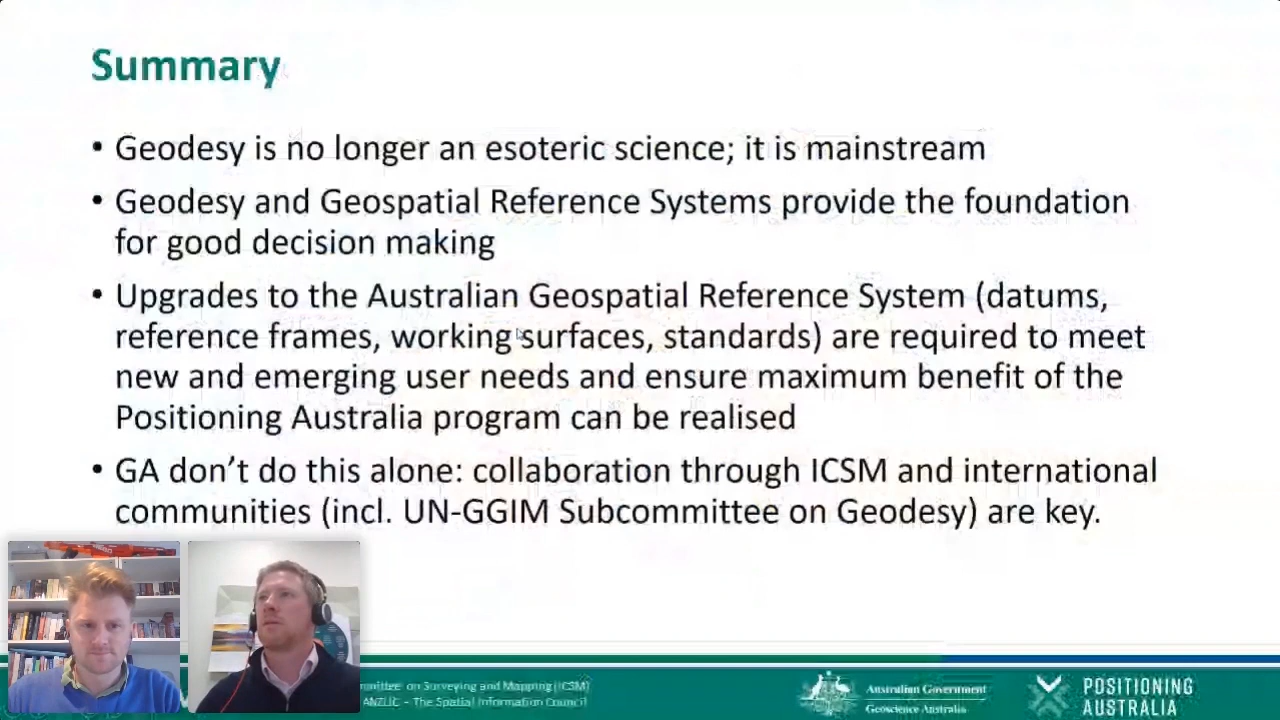 Summary
• Geodesy is no longer an esoteric science; it is mainstream
• Geodesy and Geospatial Reference Systems provide the foundation
for good decision making
• Upgrades to the Australian Geospatial Reference System (datums,
reference frames, working surfaces, standards) are required to meet
new and emerging user needs and ensure maximum benefit of the
Positioning Australia program can be realised
• GA don't do this alone: collaboration through ICSM and international
communities (incl. UN-GGIM Subcommittee on Geodesy) are key.
on Surveying and Mapping (ICSM)
ANZLIC - The Spatial Information Council
Australian Government
Geoscience Australia
POSITIONING
AUSTRALIA